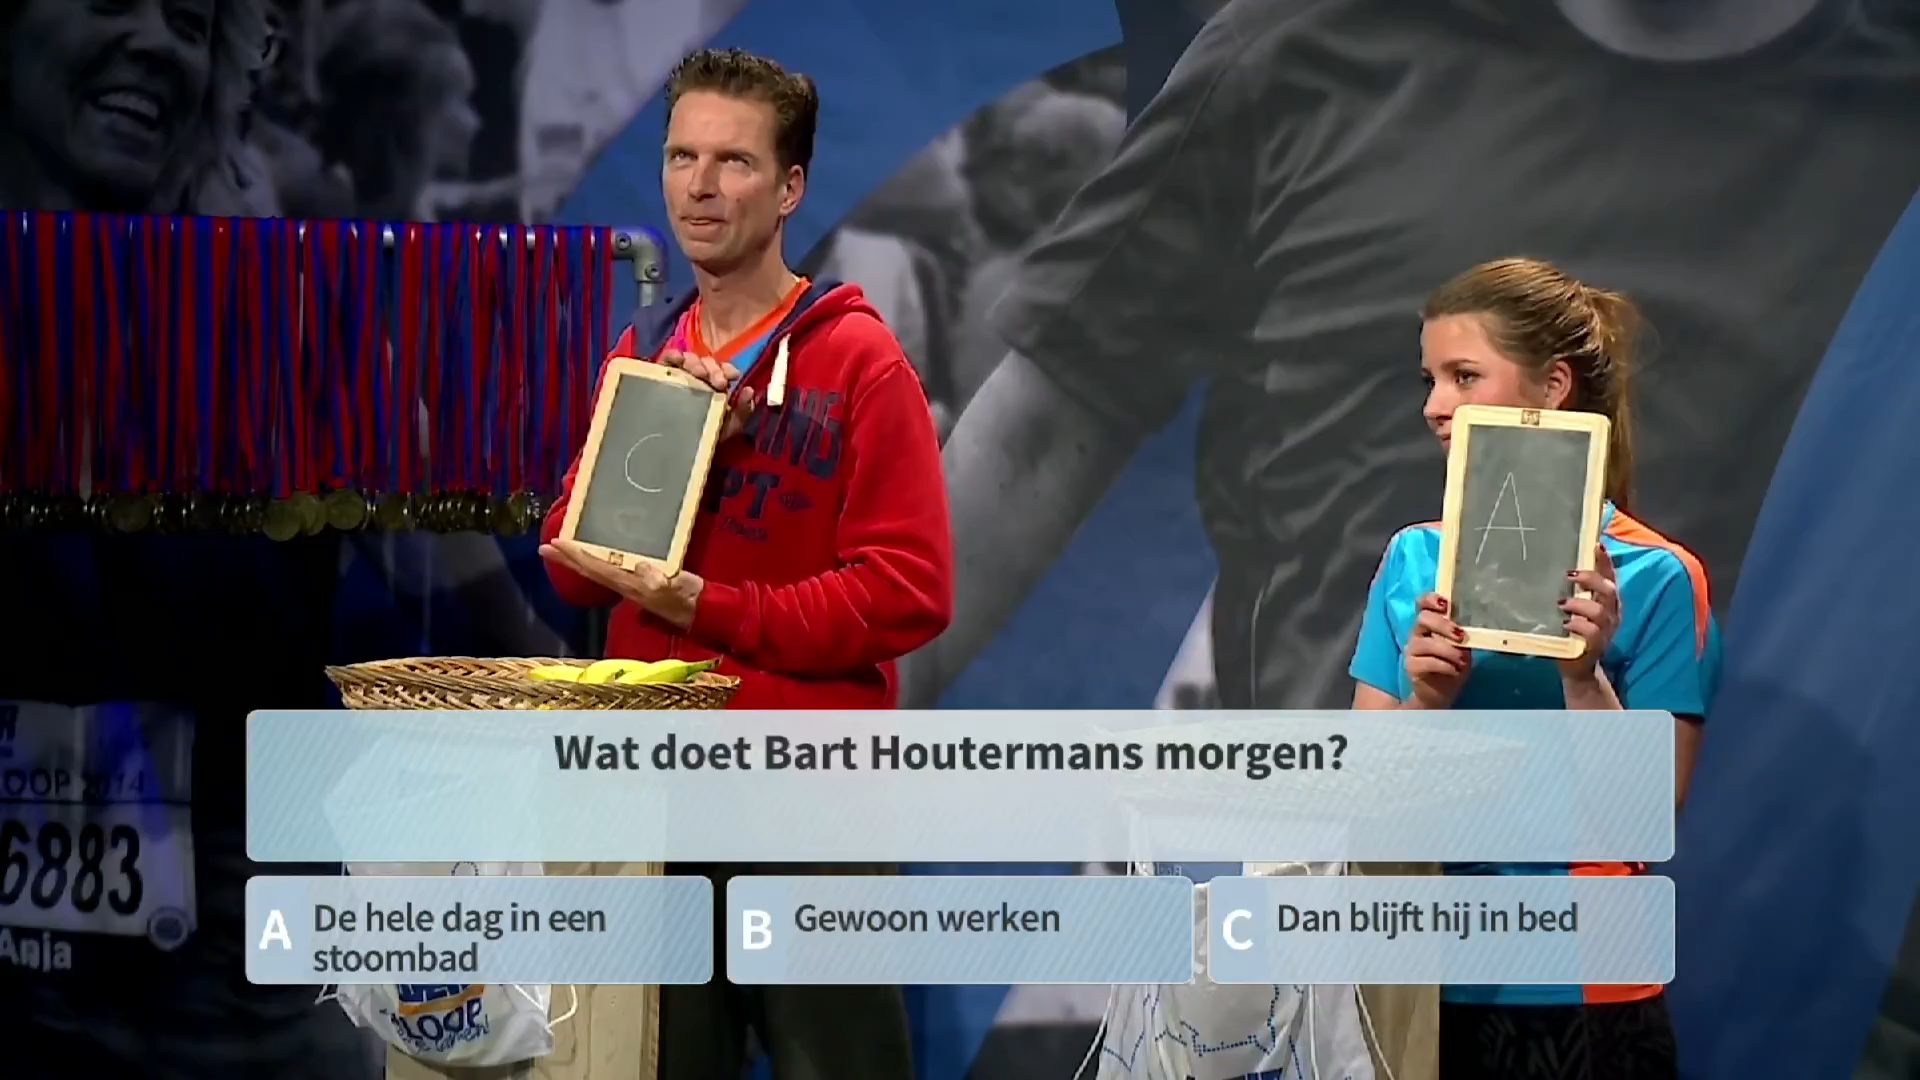 C
A
Wat doet Bart Houtermans morgen?
A De hele dag in een
stoombad
B Gewoon werken
C Dan blijft hij in bed
OOP 2014
6883
Anja
LOOP